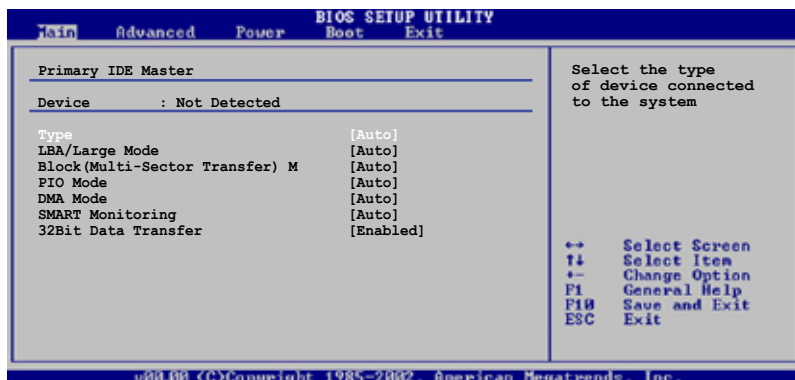 BIOS SETUP UTILITY
Main Advanced Power Boot Exit
Primary IDE Master
Device : Not Detected
Type [Auto]
LBA/Large Mode [Auto]
Block(Multi-Sector Transfer) M [Auto]
PIO Mode [Auto]
DMA Mode [Auto]
SMART Monitoring [Auto]
32Bit Data Transfer [Enabled]
Select the type
of device connected
to the system
↔ Select Screen
↑↓ Select Item
+- Change Option
F1 General Help
F10 Save and Exit
ESC Exit
v00.00 (C)Copyright 1985-2002, American Megatrends, Inc.